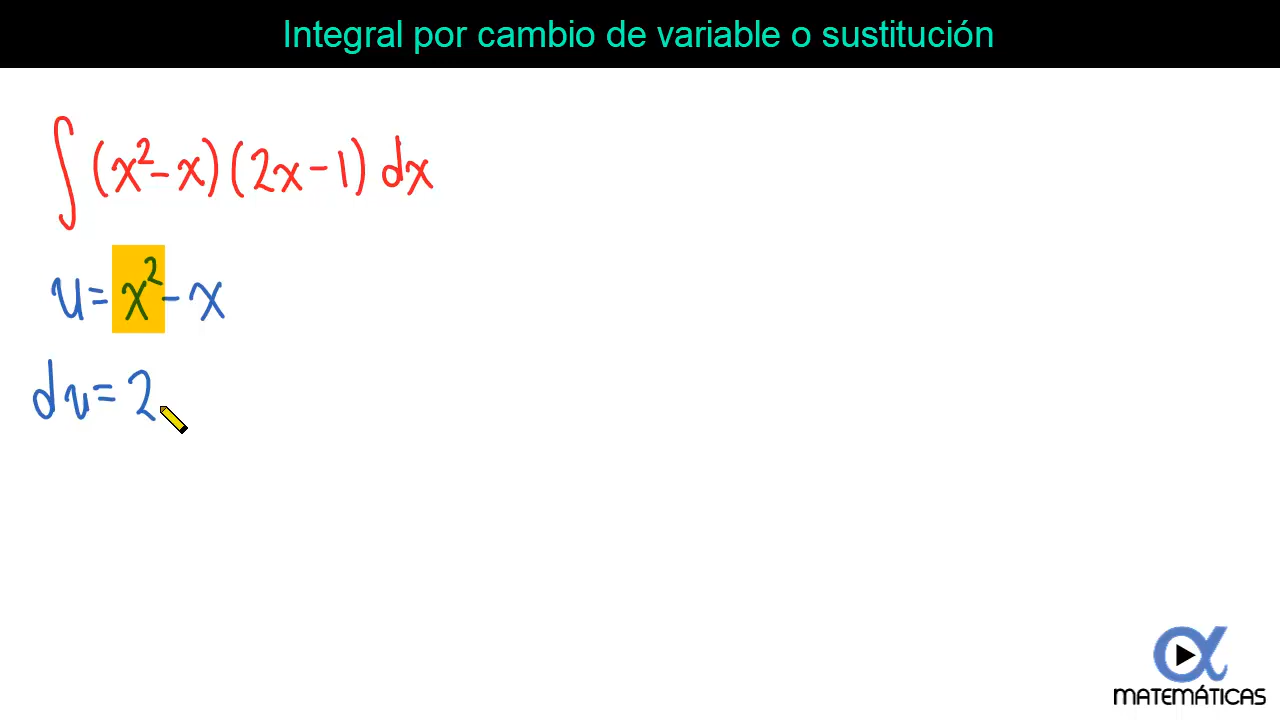 Integral por cambio de variable o sustitución
∫ (x²-x)(2x-1) dx
u = x² - x
du = 2
MATEMÁTICAS